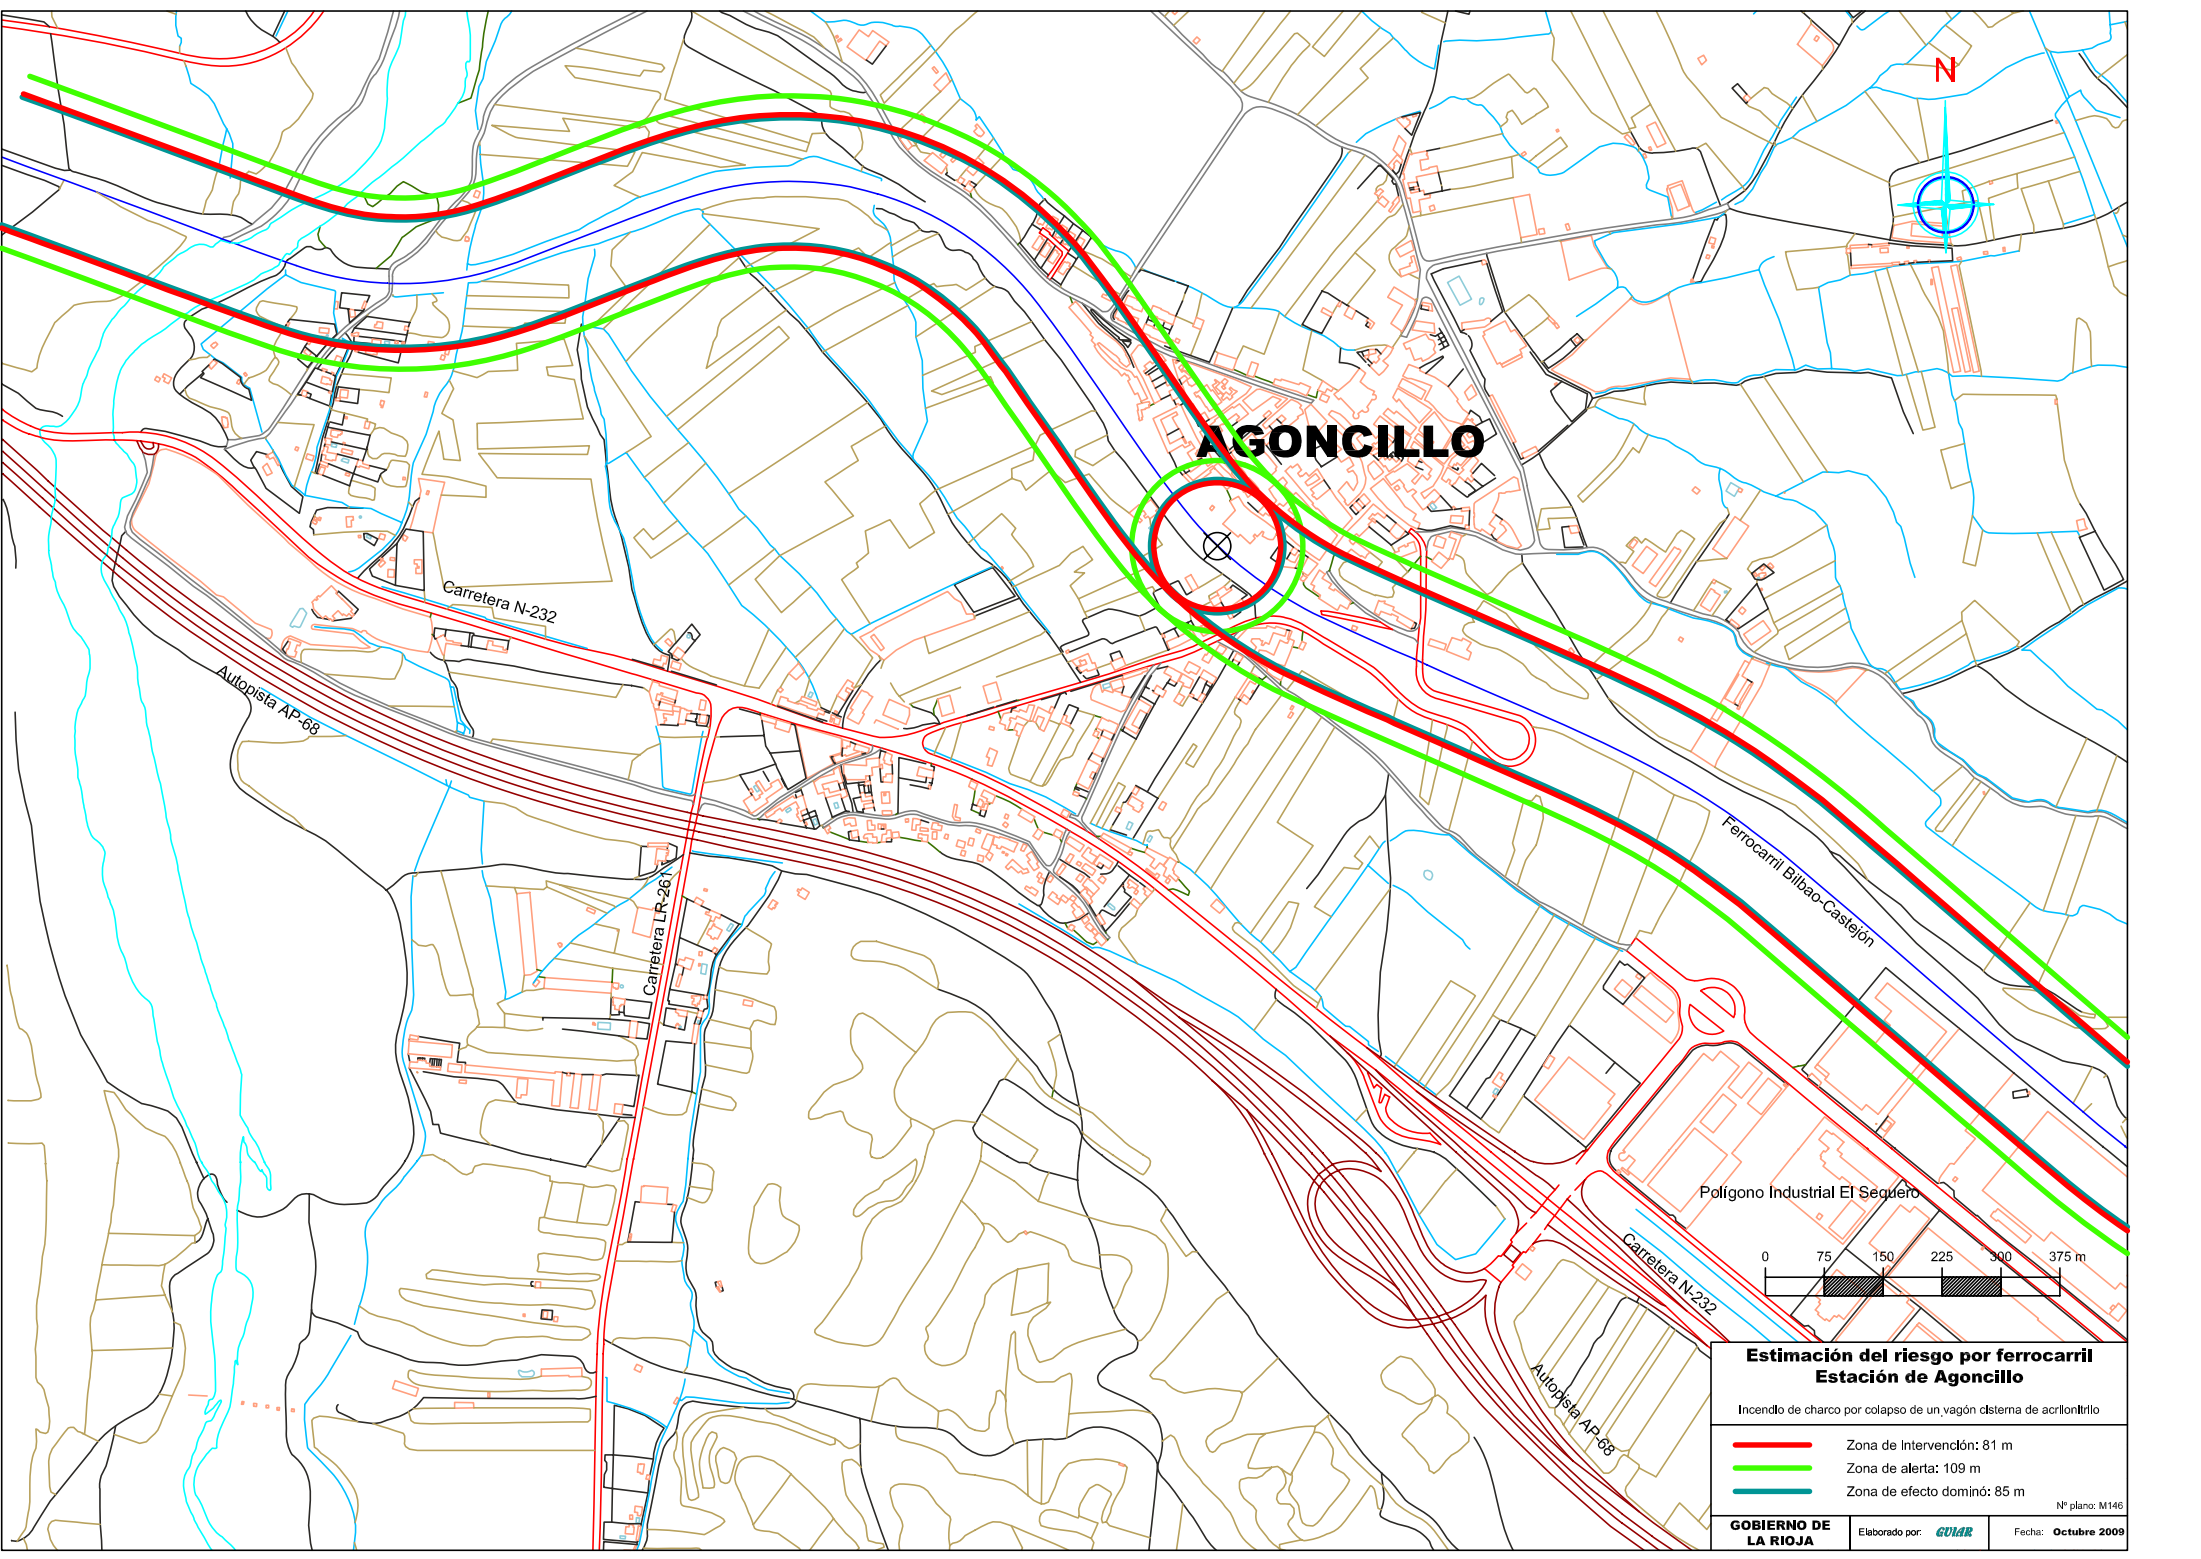 N
AGONCILLO
Carretera N-232
Autopista AP-68
Ferrocarril Bilbao-Castejón
Carretera LR-261
Polígono Industrial El Sequero
Carretera N-232
0 75 150 225 300 375 m
Autopista AP-68
Estimación del riesgo por ferrocarril
Estación de Agoncillo
Incendio de charco por colapso de un vagón cisterna de acrilonitrilo
Zona de Intervención: 81 m
Zona de alerta: 109 m
Zona de efecto dominó: 85 m
Nº plano: M146
GOBIERNO DE
LA RIOJA
Elaborado por: GUIAR
Fecha: Octubre 2009